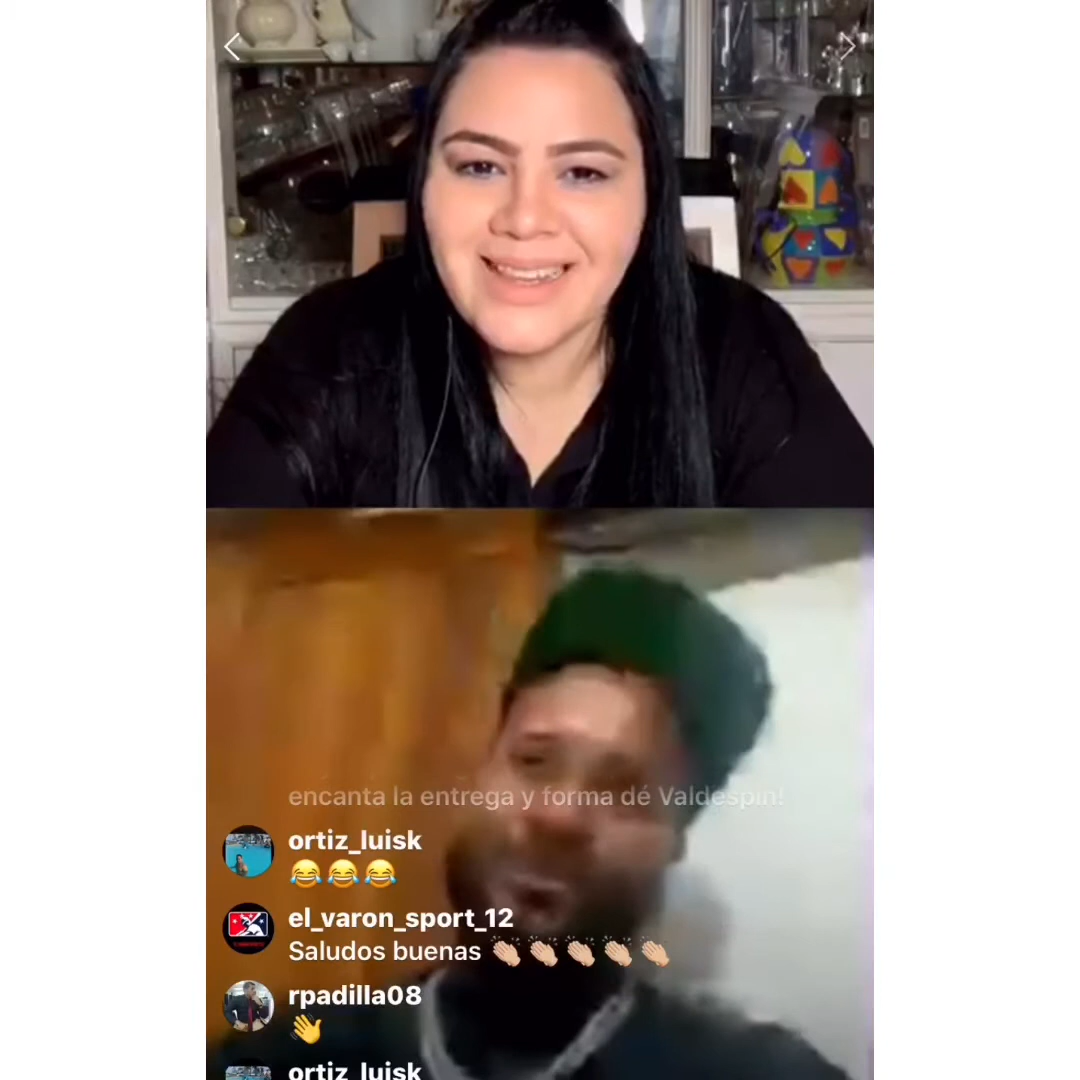 encanta la entrega y forma dé Valdespin!
ortiz_luisk
😂😂😂
el_varon_sport_12
Saludos buenas 👏🏼👏🏼👏🏼👏🏼👏🏼
rpadilla08
👋
ortiz_luisk